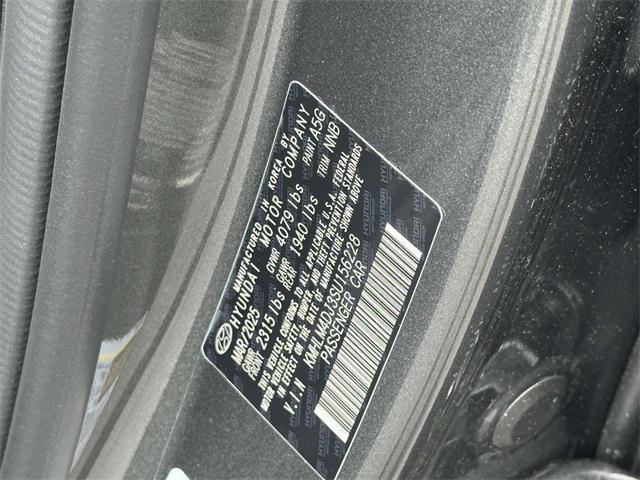 MANUFACTURED IN KOREA BY
HYUNDAI MOTOR COMPANY
MAR/2025 GVWR 4079 lbs PAINT A5G
GAWR FRONT 2315 lbs GAWR REAR 1940 lbs TRIM NNB
THIS VEHICLE CONFORMS TO ALL APPLICABLE U.S.A. FEDERAL
MOTOR VEHICLE SAFETY, BUMPER, AND THEFT PREVENTION STANDARDS
IN EFFECT ON THE DATE OF MANUFACTURE SHOWN ABOVE
V.I.N KMHLMDJ3SU156228
PASSENGER CAR